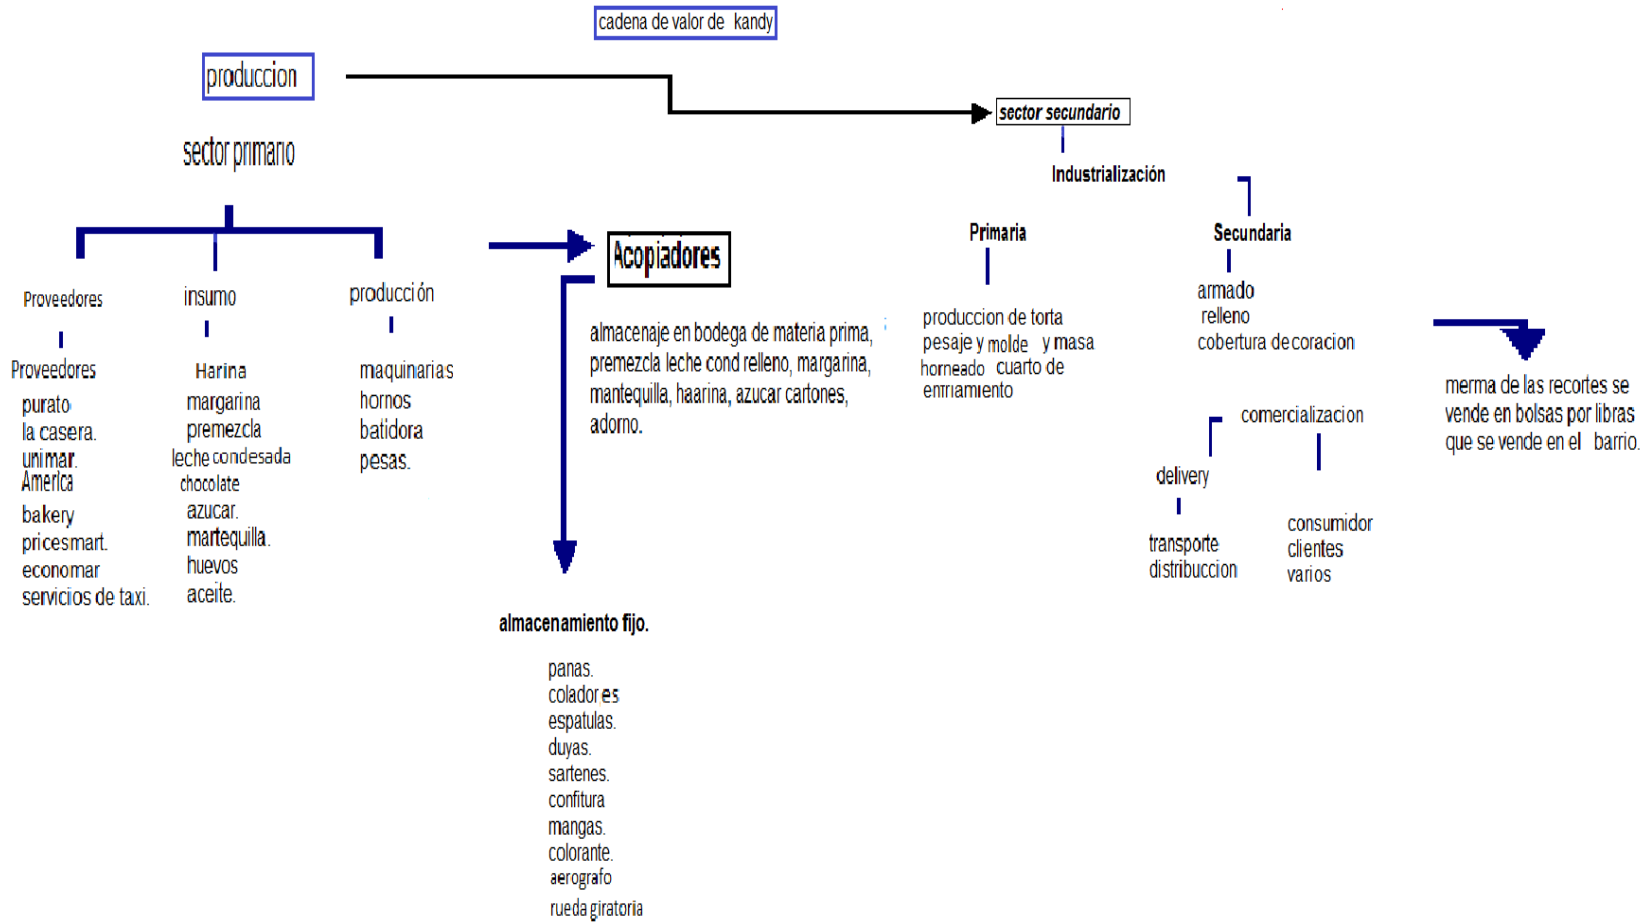 cadena de valor de kandy
produccion
sector primario
Proveedores
Proveedores
purato
la casera.
unimar.
America
bakery
pricesmart.
economar
servicios de taxi.
insumo
Harina
margarina
premezcla
leche condesada
chocolate
azucar.
martequilla.
huevos
aceite.
producción
maquinarias
hornos
batidora
pesas.
Acopiadores
almacenaje en bodega de materia prima,
premezcla leche cond relleno, margarina,
mantequilla, haarina, azucar cartones,
adorno.
almacenamiento fijo.
panas.
coladores
espatulas.
duyas.
sartenes.
confitura
mangas.
colorante.
aerografo
rueda giratoria
sector secundario
Industrialización
Primaria
produccion de torta
pesaje y molde y masa
horneado cuarto de
enfriamiento
Secundaria
armado
relleno
cobertura decoracion
comercializacion
delivery
transporte
distribuccion
consumidor
clientes
varios
merma de las recortes se
vende en bolsas por libras
que se vende en el barrio.